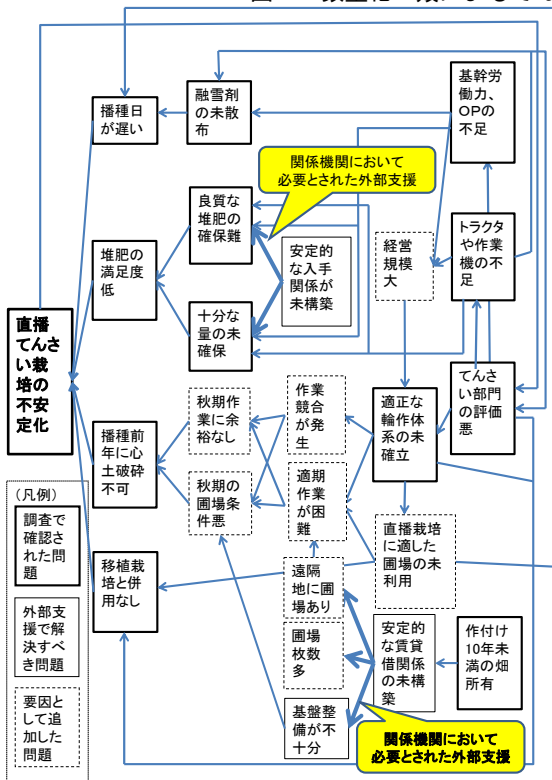 播種日
が遅い
融雪剤
の未散
布
基幹労
働力、
OPの
不足
関係機関において
必要とされた外部支援
良質な
堆肥の
確保難
堆肥の
満足度
低
安定的
な入手
関係が
未構築
経営
規模
大
トラクタ
や作業
機の不
足
十分な
量の未
確保
直播
てんさ
い栽
培の
不安
定化
てんさ
い部門
の評価
悪
秋期作
業に余
裕なし
作業
競合
が発
生
適正な
輪作体
系の未
確立
播種前
年に心
土破砕
不可
秋期の
圃場条
件悪
適期
作業
が困
難
直播栽培
に適した
圃場の未
利用
移植栽
培と併
用なし
遠隔
地に圃
場あり
圃場
枚数
多
安定的
な賃貸
借関係
の未構
築
作付け
10年未
満の畑
所有
基盤整
備が不
十分
関係機関において
必要とされた外部支援
(凡例)
調査で
確認さ
れた問
題
外部支
援で解
決すべ
き問題
要因と
して追
加した
問題